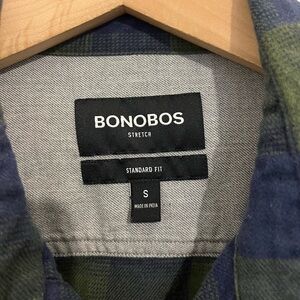 BONOBOS
STRETCH
STANDARD FIT
S
MADE IN INDIA